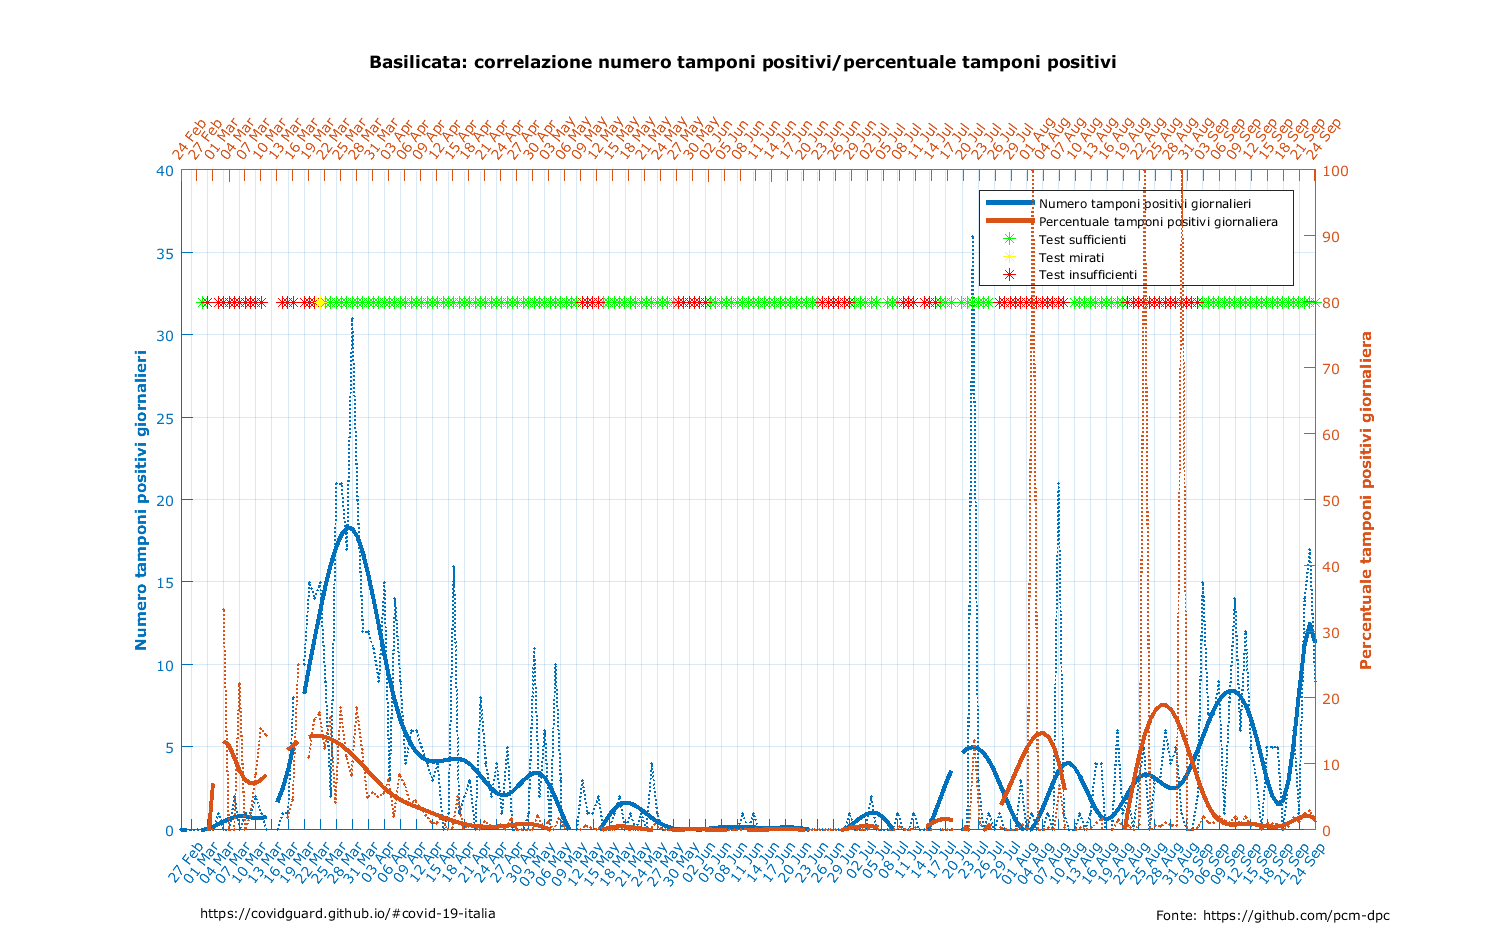 Basilicata: correlazione numero tamponi positivi/percentuale tamponi positivi
24 Feb
27 Feb
01 Mar
04 Mar
07 Mar
10 Mar
13 Mar
16 Mar
19 Mar
22 Mar
25 Mar
28 Mar
31 Mar
03 Apr
06 Apr
09 Apr
12 Apr
15 Apr
18 Apr
21 Apr
24 Apr
27 Apr
30 Apr
03 May
06 May
09 May
12 May
15 May
18 May
21 May
24 May
27 May
30 May
02 Jun
05 Jun
08 Jun
11 Jun
14 Jun
17 Jun
20 Jun
23 Jun
26 Jun
29 Jun
02 Jul
05 Jul
08 Jul
11 Jul
14 Jul
17 Jul
20 Jul
23 Jul
26 Jul
29 Jul
01 Aug
04 Aug
07 Aug
10 Aug
13 Aug
16 Aug
19 Aug
22 Aug
25 Aug
28 Aug
31 Aug
03 Sep
06 Sep
09 Sep
12 Sep
15 Sep
18 Sep
21 Sep
24 Sep
40
35
30
25
20
15
10
5
0
Numero tamponi positivi giornalieri
Numero tamponi positivi giornalieri
Percentuale tamponi positivi giornaliera
Test sufficienti
Test mirati
Test insufficienti
100
90
80
70
60
50
40
30
20
10
0
Percentuale tamponi positivi giornaliera
27 Feb
01 Mar
04 Mar
07 Mar
10 Mar
13 Mar
16 Mar
19 Mar
22 Mar
25 Mar
28 Mar
31 Mar
03 Apr
06 Apr
09 Apr
12 Apr
15 Apr
18 Apr
21 Apr
24 Apr
27 Apr
30 Apr
03 May
06 May
09 May
12 May
15 May
18 May
21 May
24 May
27 May
30 May
02 Jun
05 Jun
08 Jun
11 Jun
14 Jun
17 Jun
20 Jun
23 Jun
26 Jun
29 Jun
02 Jul
05 Jul
08 Jul
11 Jul
14 Jul
17 Jul
20 Jul
23 Jul
26 Jul
29 Jul
01 Aug
04 Aug
07 Aug
10 Aug
13 Aug
16 Aug
19 Aug
22 Aug
25 Aug
28 Aug
31 Aug
03 Sep
06 Sep
09 Sep
12 Sep
15 Sep
18 Sep
21 Sep
24 Sep
https://covidguard.github.io/#covid-19-italia
Fonte: https://github.com/pcm-dpc